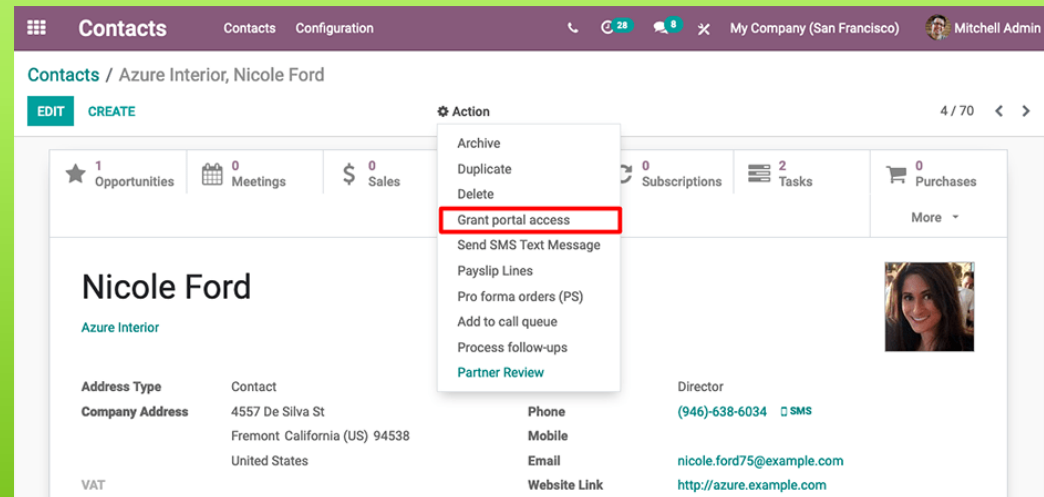 Contacts Contacts Configuration 28 8 My Company (San Francisco) Mitchell Admin
Contacts / Azure Interior, Nicole Ford
EDIT CREATE Action 4 / 70
Archive
Duplicate
Delete
Grant portal access
Send SMS Text Message
Payslip Lines
Pro forma orders (PS)
Add to call queue
Process follow-ups
Partner Review
1 Opportunities
0 Meetings
$ 0 Sales
0 Subscriptions
2 Tasks
0 Purchases
More
Nicole Ford
Azure Interior
Address Type Contact
Company Address 4557 De Silva St
Fremont California (US) 94538
United States
VAT
Director
Phone (946)-638-6034 SMS
Mobile
Email nicole.ford75@example.com
Website Link http://azure.example.com